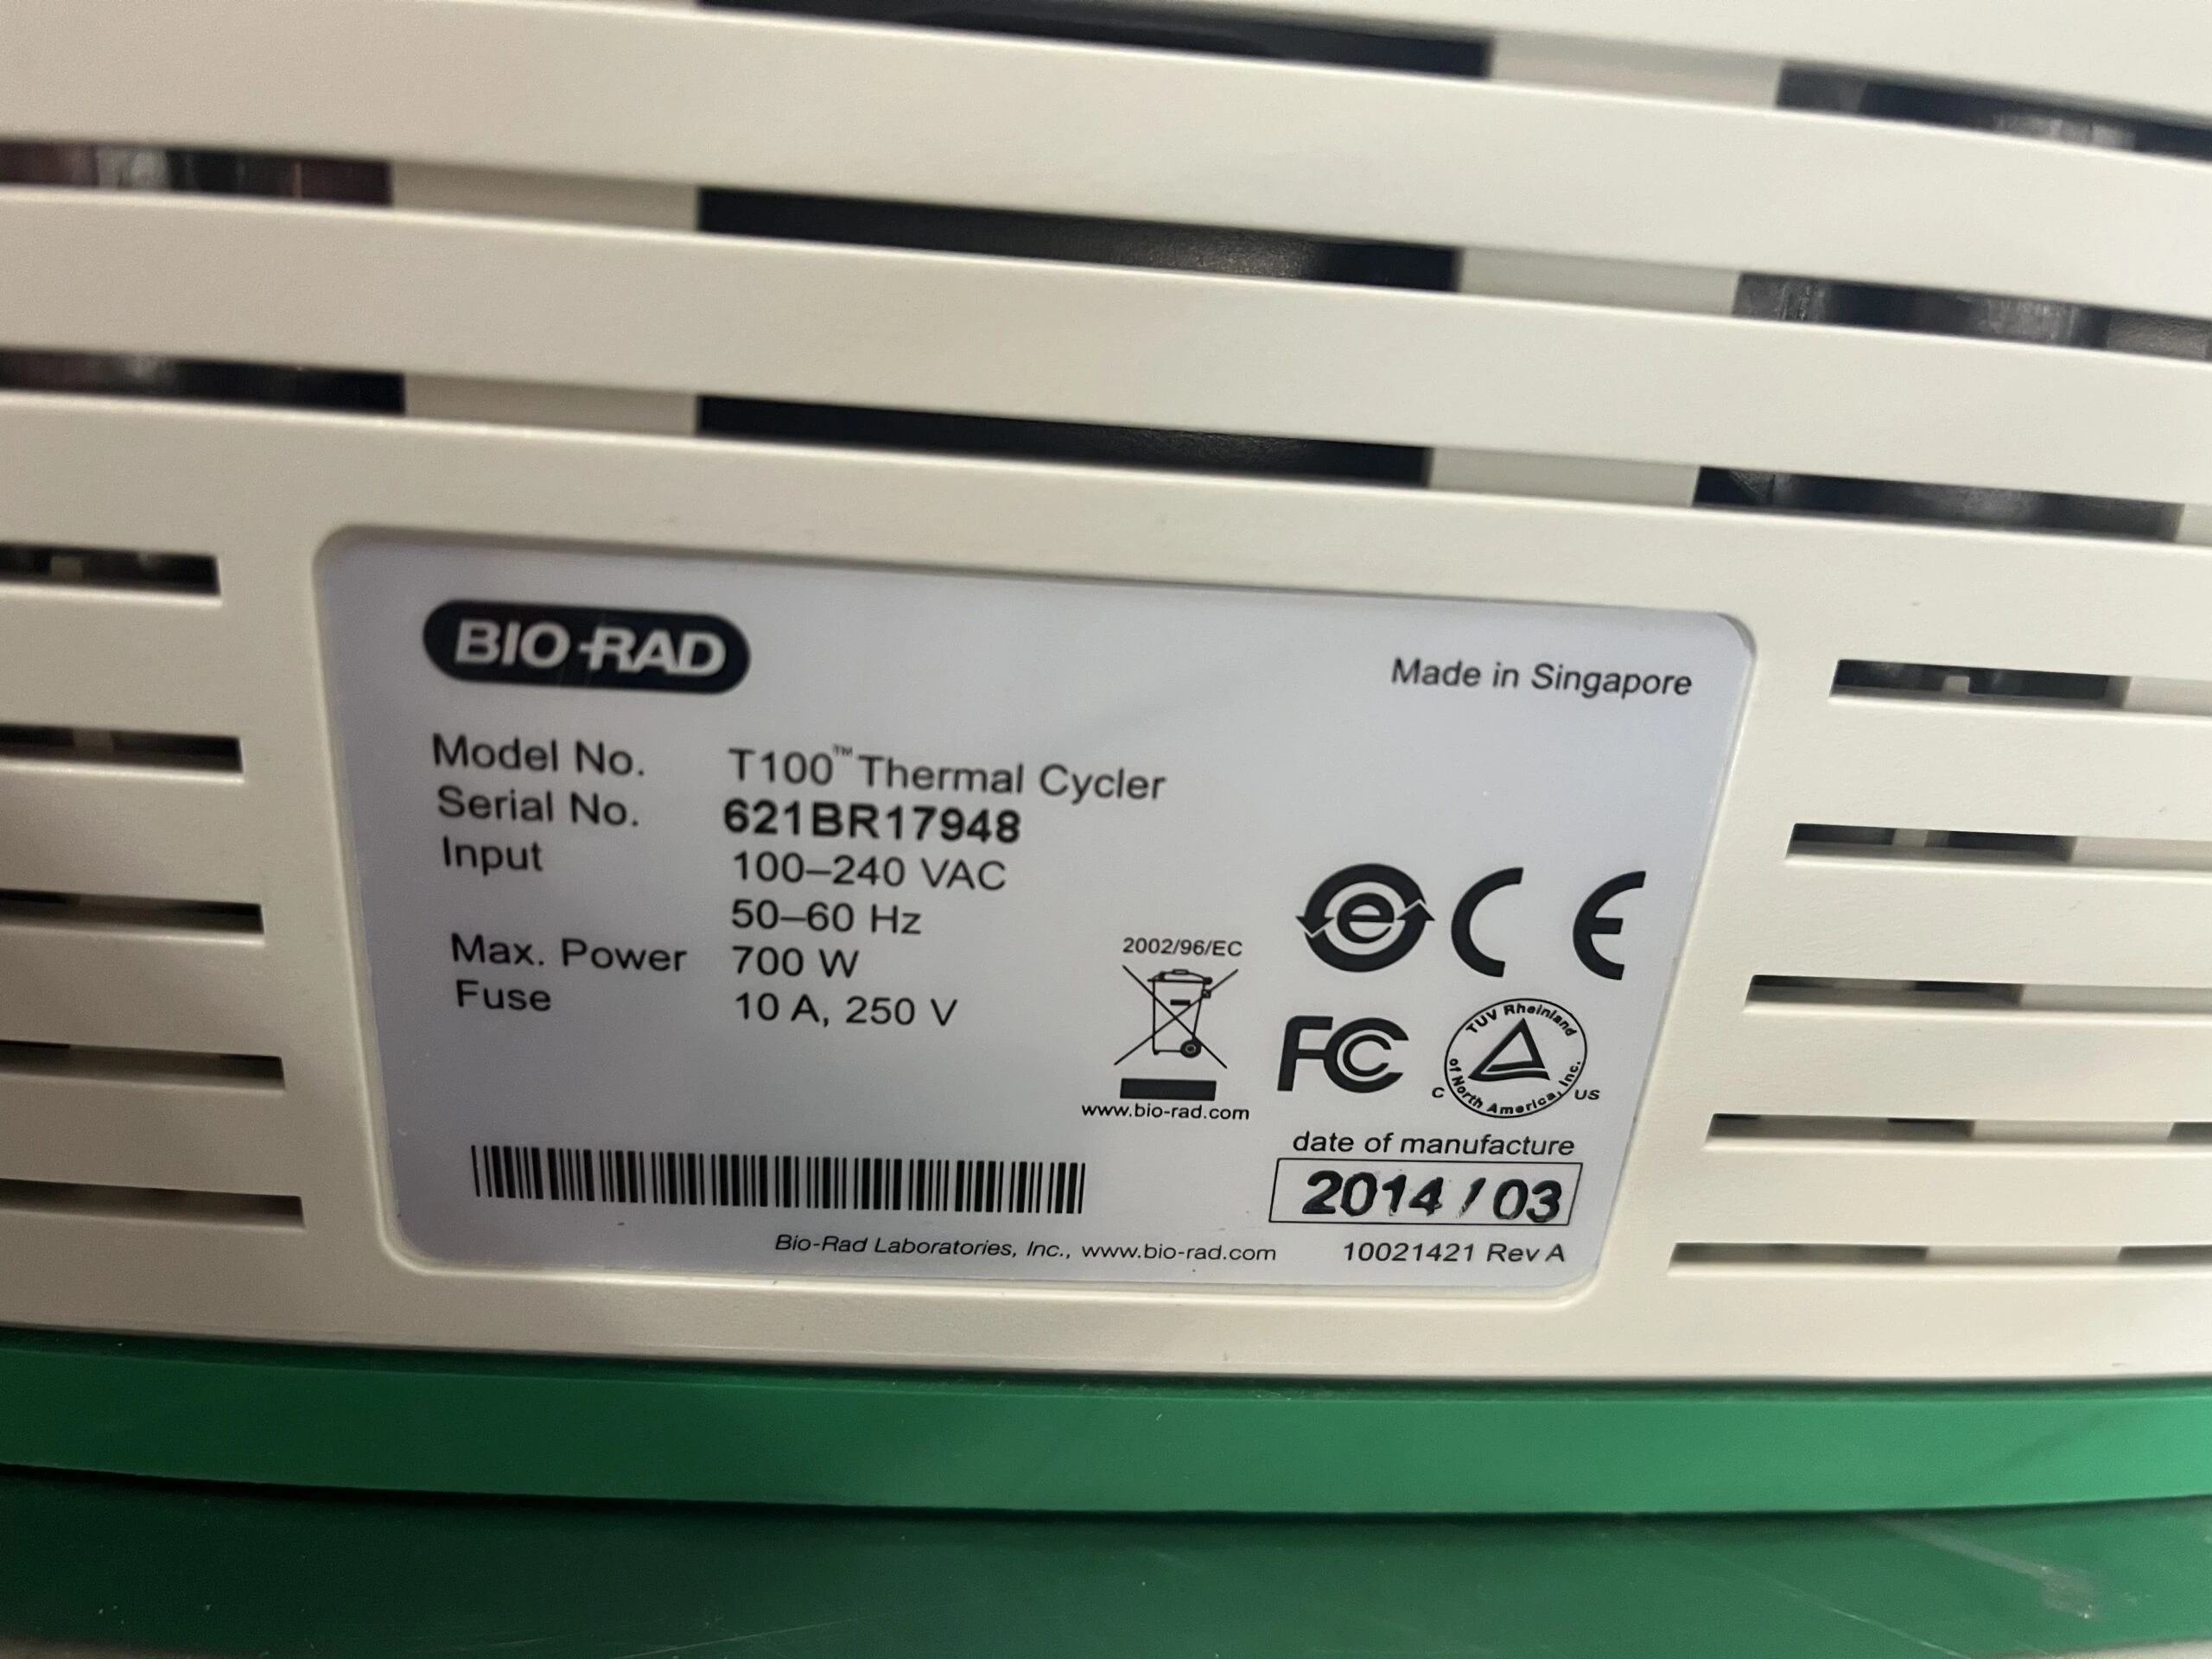 BIO-RAD
Made in Singapore
Model No. T100™ Thermal Cycler
Serial No. 621BR17948
Input 100–240 VAC
50–60 Hz
Max. Power 700 W
Fuse 10 A, 250 V
2002/96/EC
www.bio-rad.com
e CE
FC
TUV Rheinland of North America, Inc.
C US
date of manufacture
2014/03
Bio-Rad Laboratories, Inc., www.bio-rad.com
10021421 Rev A